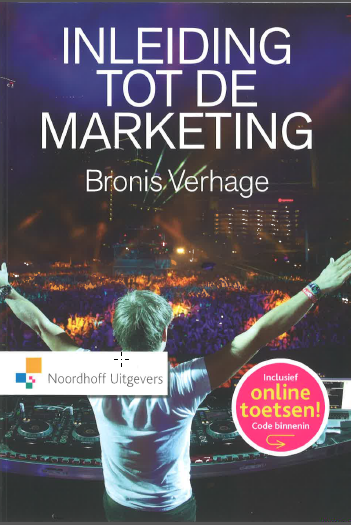 INLEIDING
TOT DE
MARKETING
Bronis Verhage
Noordhoff Uitgevers
Inclusief
online
toetsen!
Code binnenin